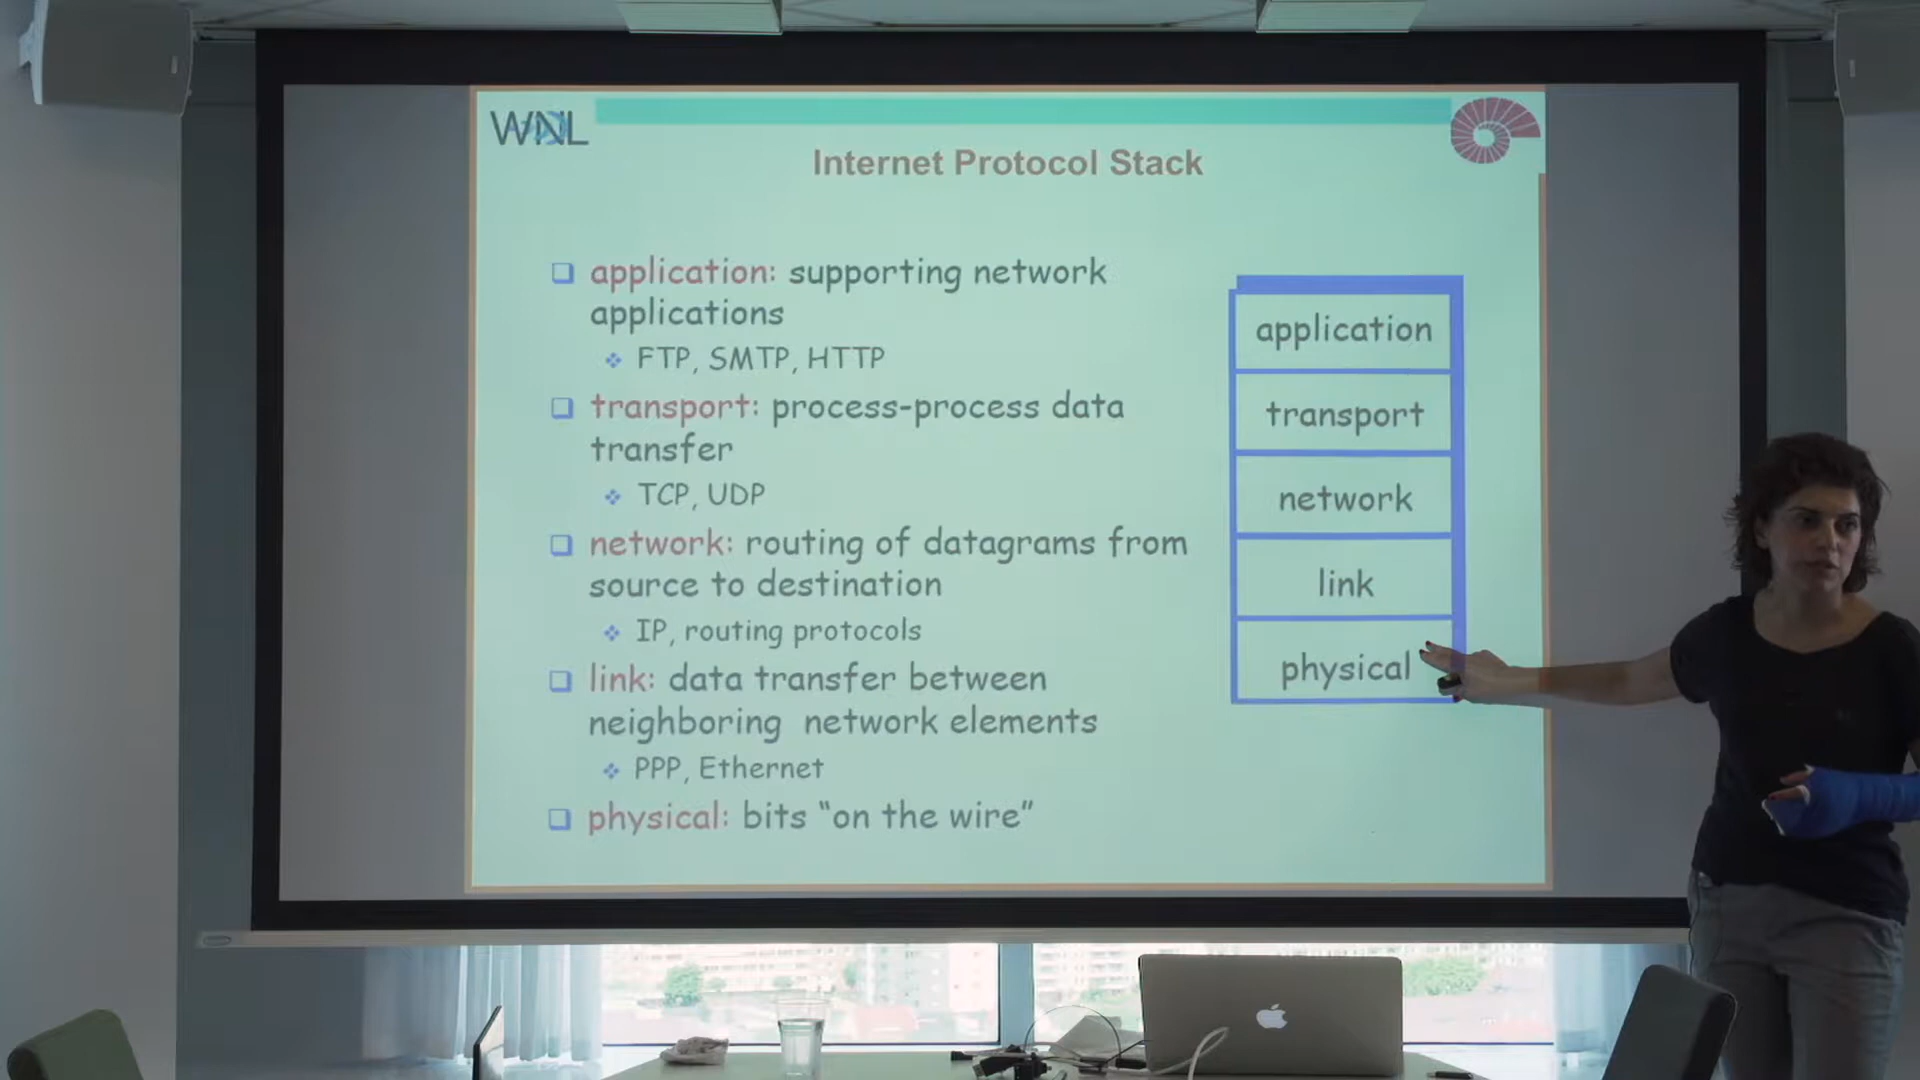 WNL
Internet Protocol Stack
application: supporting network
applications
FTP, SMTP, HTTP
transport: process-process data
transfer
TCP, UDP
network: routing of datagrams from
source to destination
IP, routing protocols
link: data transfer between
neighboring network elements
PPP, Ethernet
physical: bits “on the wire”
application
transport
network
link
physical